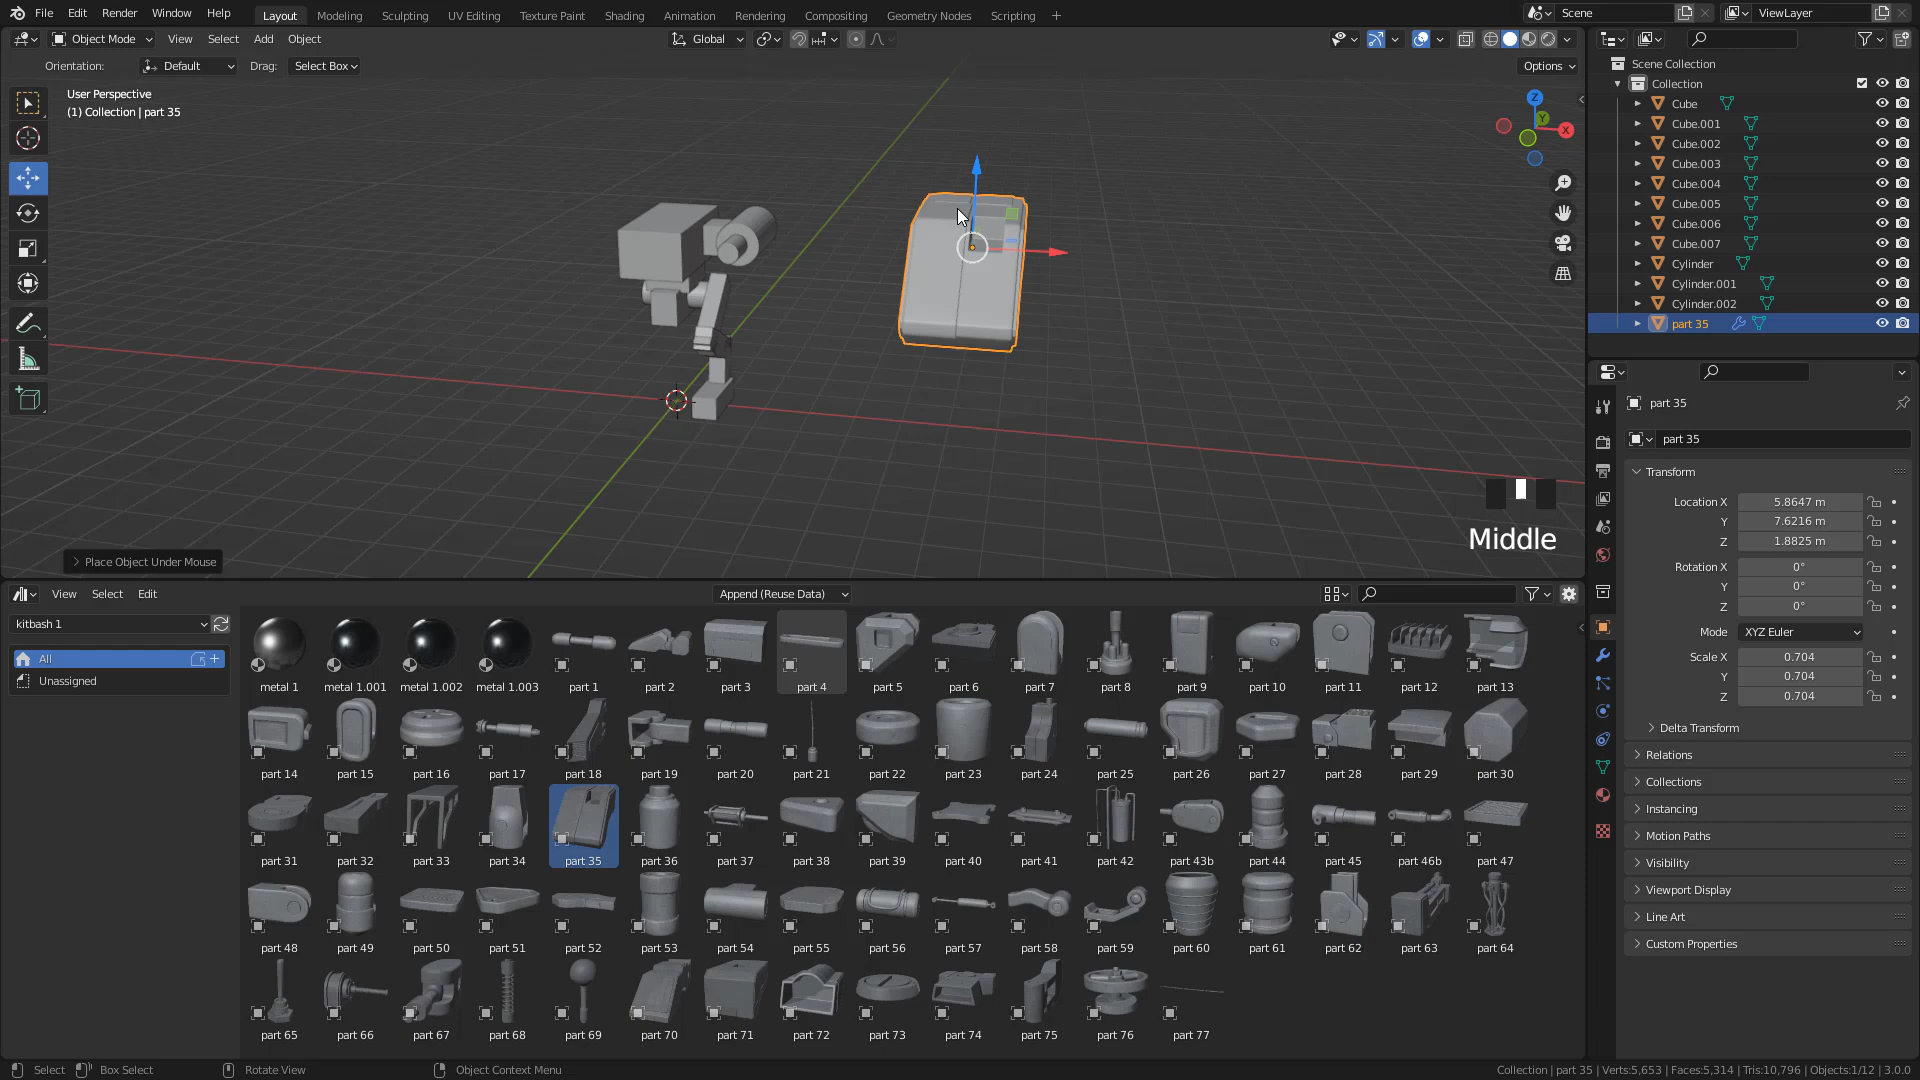 File Edit Render Window Help Layout Modeling Sculpting UV Editing Texture Paint Shading Animation Rendering Compositing Geometry Nodes Scripting + Scene ViewLayer
Object Mode View Select Add Object Global
Orientation: Default Drag: Select Box Options
User Perspective
(1) Collection | part 35
Z
Y
X
Middle
Place Object Under Mouse
Scene Collection
Collection
Cube
Cube.001
Cube.002
Cube.003
Cube.004
Cube.005
Cube.006
Cube.007
Cylinder
Cylinder.001
Cylinder.002
part 35
part 35
part 35
Transform
Location X 5.8647 m
Y 7.6216 m
Z 1.8825 m
Rotation X 0°
Y 0°
Z 0°
Mode XYZ Euler
Scale X 0.704
Y 0.704
Z 0.704
Delta Transform
Relations
Collections
Instancing
Motion Paths
Visibility
Viewport Display
Line Art
Custom Properties
View Select Edit Append (Reuse Data)
kitbash 1
All
Unassigned
metal 1 metal 1.001 metal 1.002 metal 1.003 part 1 part 2 part 3 part 4 part 5 part 6 part 7 part 8 part 9 part 10 part 11 part 12 part 13
part 14 part 15 part 16 part 17 part 18 part 19 part 20 part 21 part 22 part 23 part 24 part 25 part 26 part 27 part 28 part 29 part 30
part 31 part 32 part 33 part 34 part 35 part 36 part 37 part 38 part 39 part 40 part 41 part 42 part 43b part 44 part 45 part 46b part 47
part 48 part 49 part 50 part 51 part 52 part 53 part 54 part 55 part 56 part 57 part 58 part 59 part 60 part 61 part 62 part 63 part 64
part 65 part 66 part 67 part 68 part 69 part 70 part 71 part 72 part 73 part 74 part 75 part 76 part 77
Select Box Select Rotate View Object Context Menu Collection | part 35 | Verts:5,653 | Faces:5,314 | Tris:10,796 | Objects:1/12 | 3.0.0